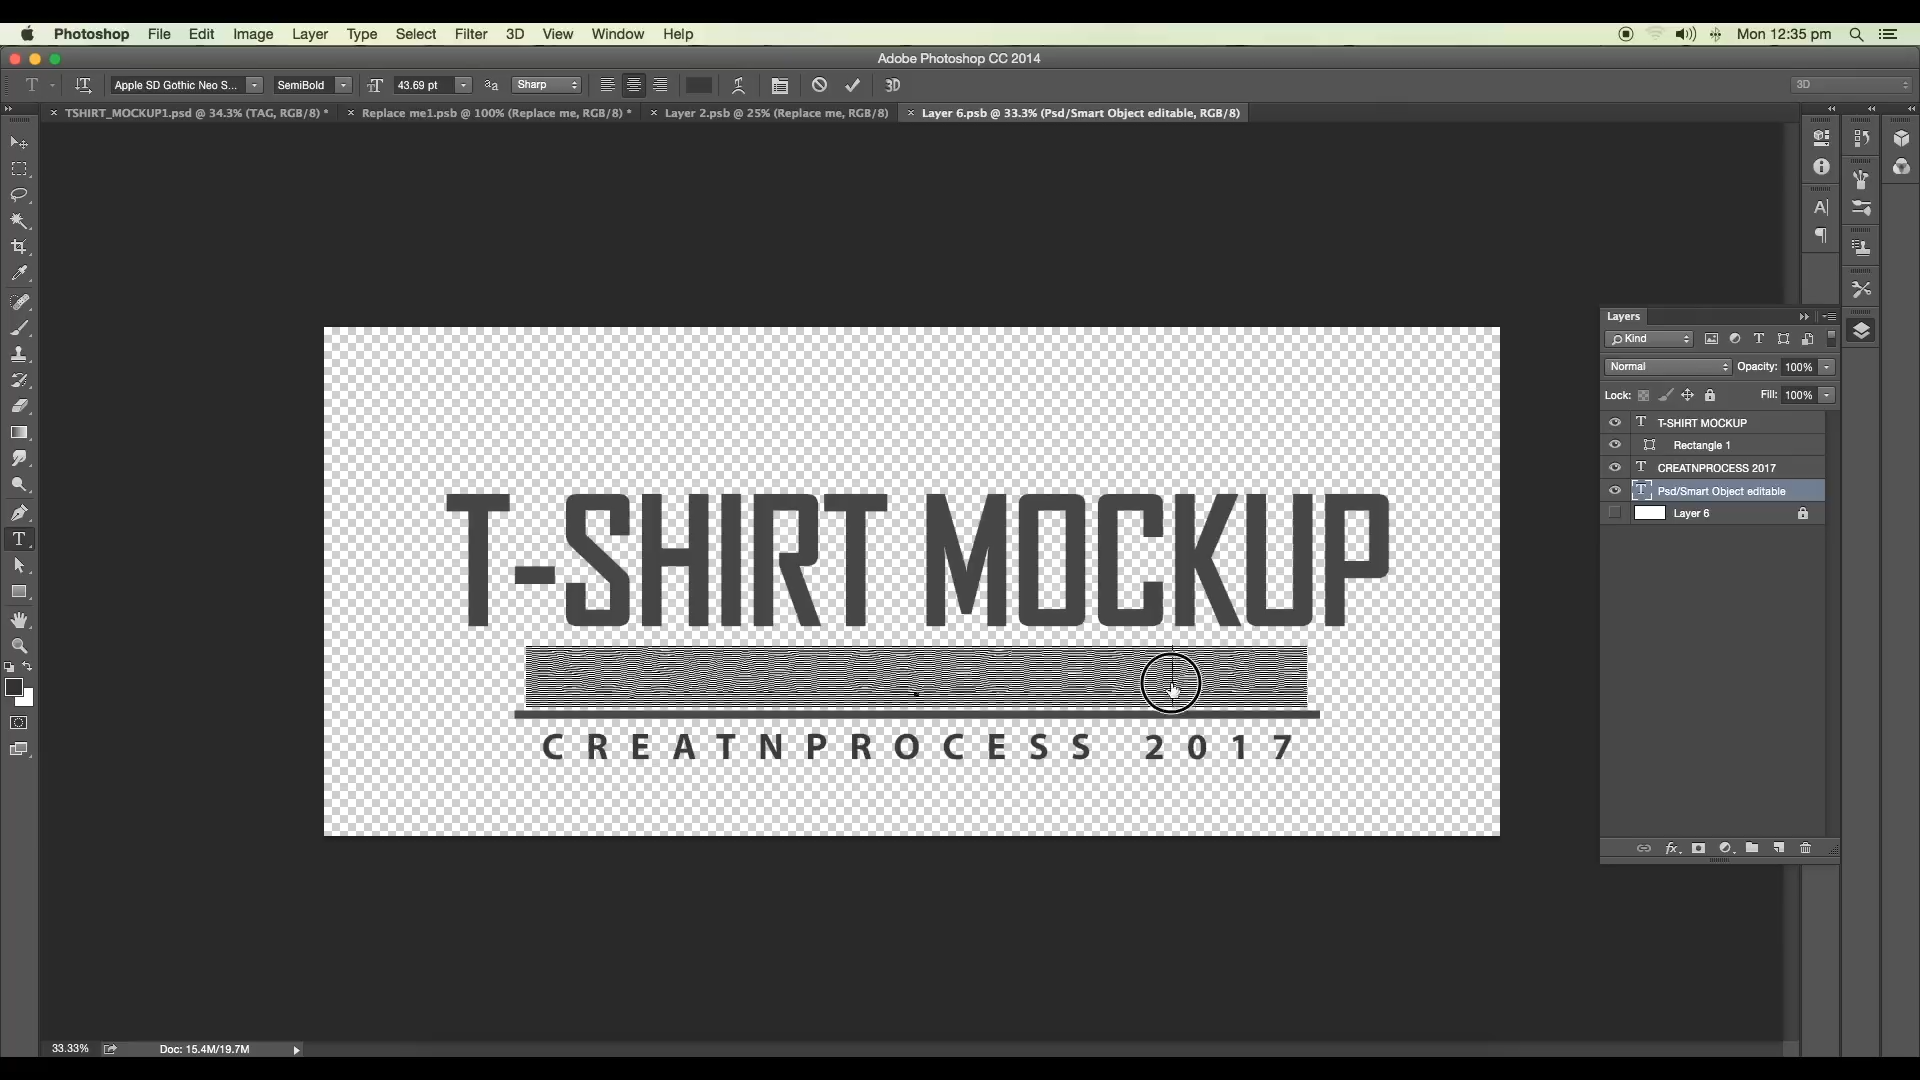 Photoshop File Edit Image Layer Type Select Filter 3D View Window Help Mon 12:35 pm
Adobe Photoshop CC 2014
T Apple SD Gothic Neo S... SemiBold 43.69 pt aa Sharp 3D 3D
TSHIRT_MOCKUP1.psd @ 34.3% (TAG, RGB/8) * Replace me1.psb @ 100% (Replace me, RGB/8) * Layer 2.psb @ 25% (Replace me, RGB/8) Layer 6.psb @ 33.3% (Psd/Smart Object editable, RGB/8)
Layers
Kind
Normal Opacity: 100%
Lock: Fill: 100%
T T-SHIRT MOCKUP
Rectangle 1
T CREATNPROCESS 2017
T Psd/Smart Object editable
Layer 6
T-SHIRT MOCKUP
CREATNPROCESS 2017
33.33% Doc: 15.4M/19.7M